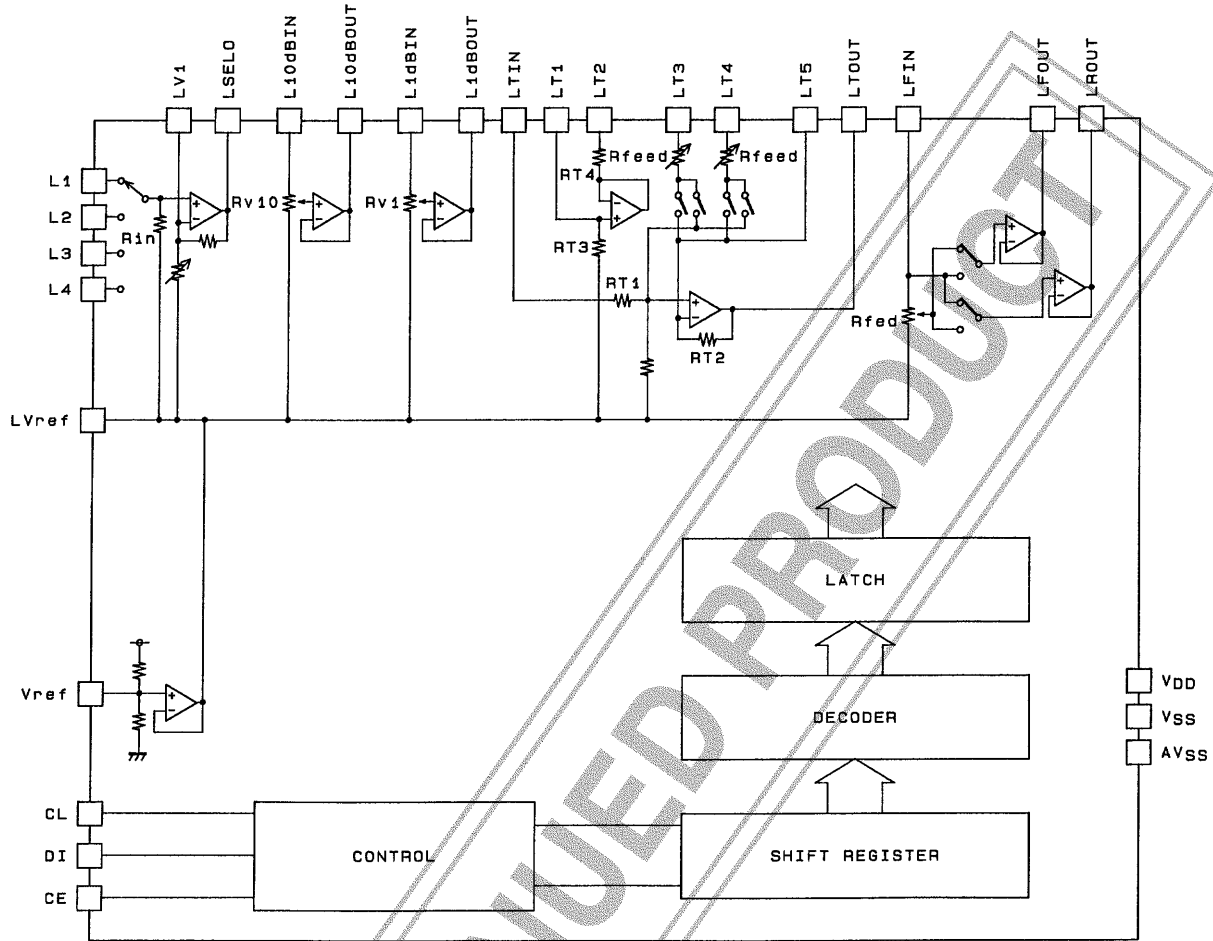 LV1
LSELO
L10dBIN
L10dBOUT
L1dBIN
L1dBOUT
LTIN
LT1
LT2
LT3
LT4
LT5
LTOUT
LFIN
LFOUT
LROUT
L1
L2
L3
L4
Rin
Rv10
Rv1
RT4
Rfeed
Rfeed
RT3
RT1
RT2
Rfed
LVref
LATCH
DECODER
SHIFT REGISTER
CONTROL
Vref
CL
DI
CE
VDD
VSS
AVSS
NUED PRODUCT